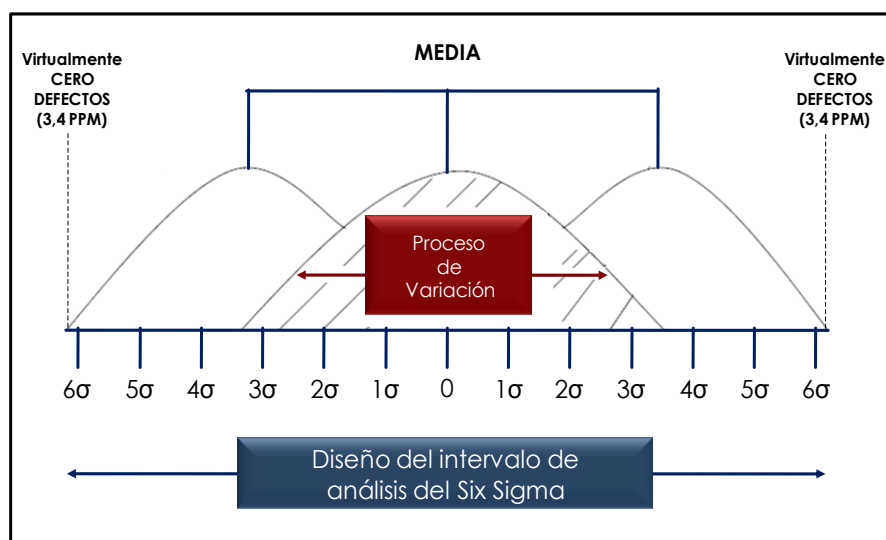 Virtualmente
CERO
DEFECTOS
(3,4 PPM)
MEDIA
Virtualmente
CERO
DEFECTOS
(3,4 PPM)
Proceso
de
Variación
6σ 5σ 4σ 3σ 2σ 1σ 0 1σ 2σ 3σ 4σ 5σ 6σ
Diseño del intervalo de
análisis del Six Sigma